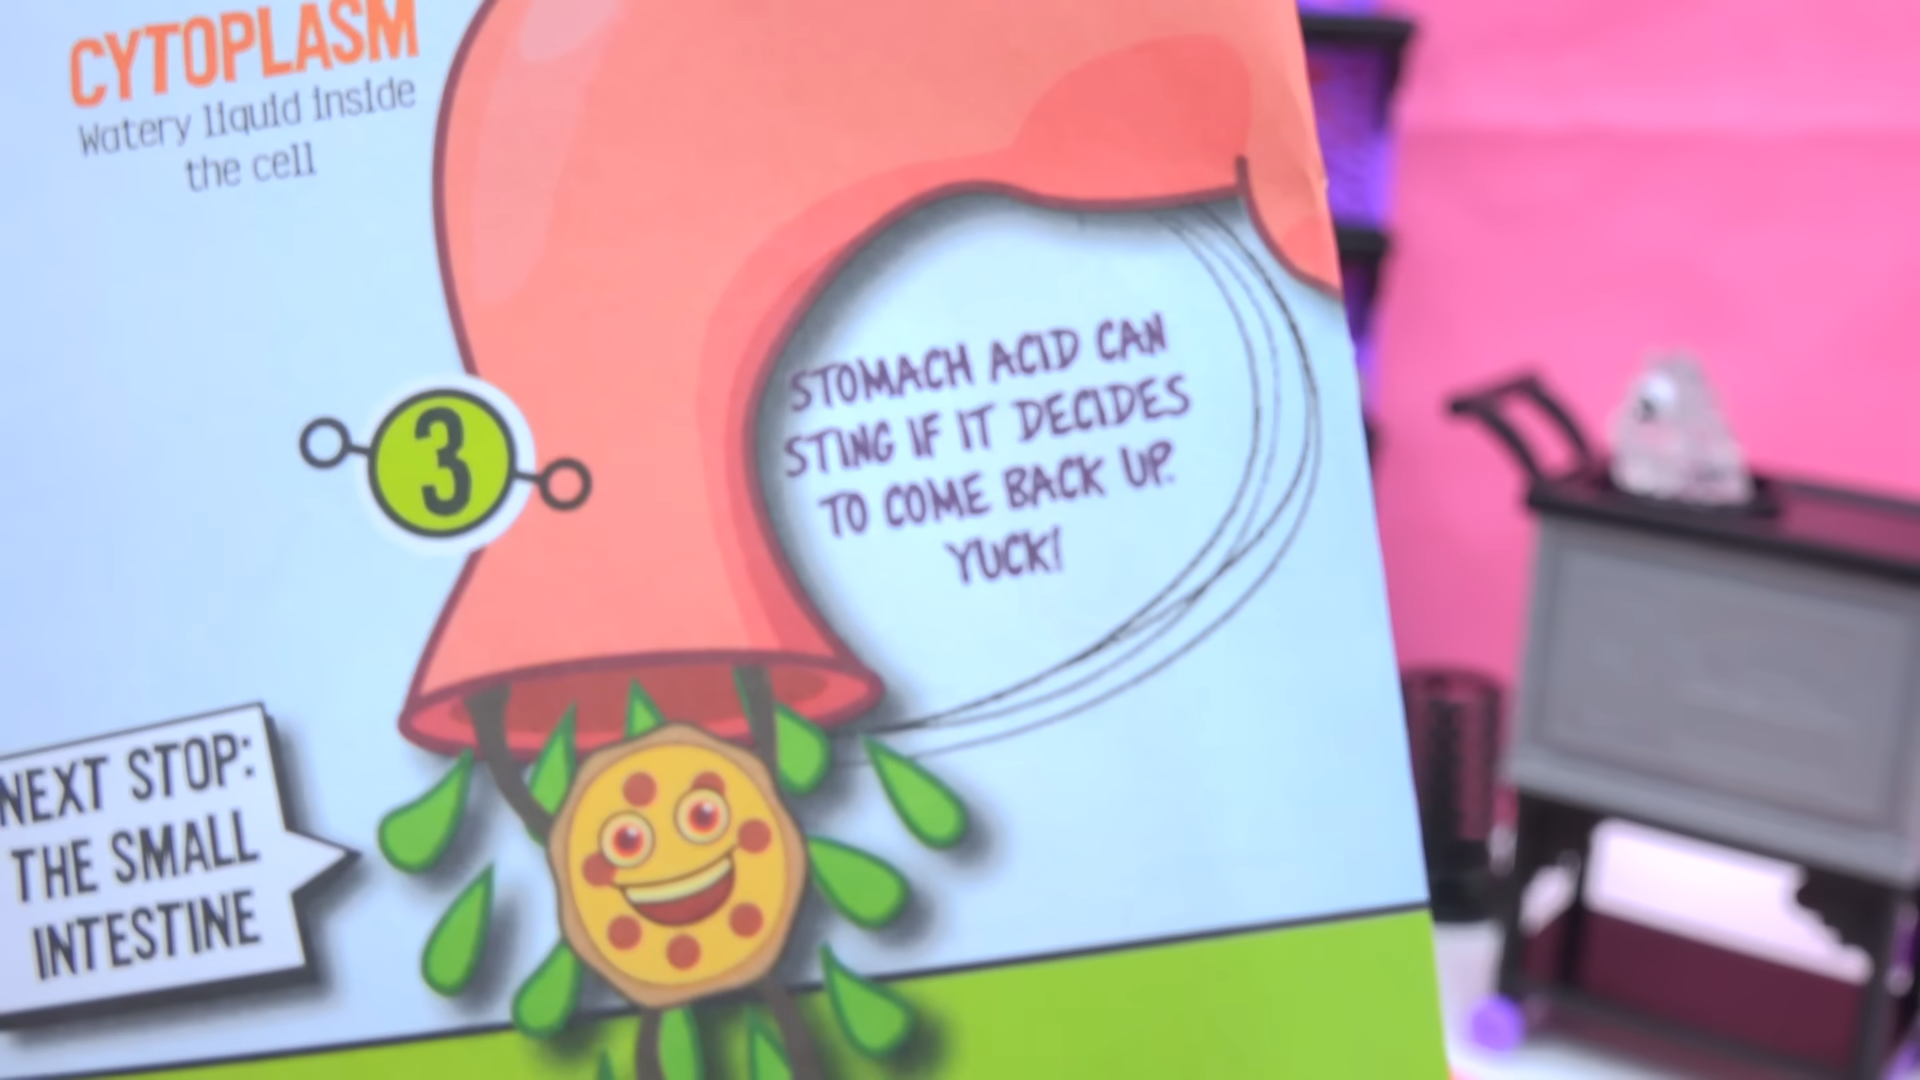 CYTOPLASM
Watery liquid inside
the cell
STOMACH ACID CAN
STING IF IT DECIDES
TO COME BACK UP.
YUCK!
3
NEXT STOP:
THE SMALL
INTESTINE